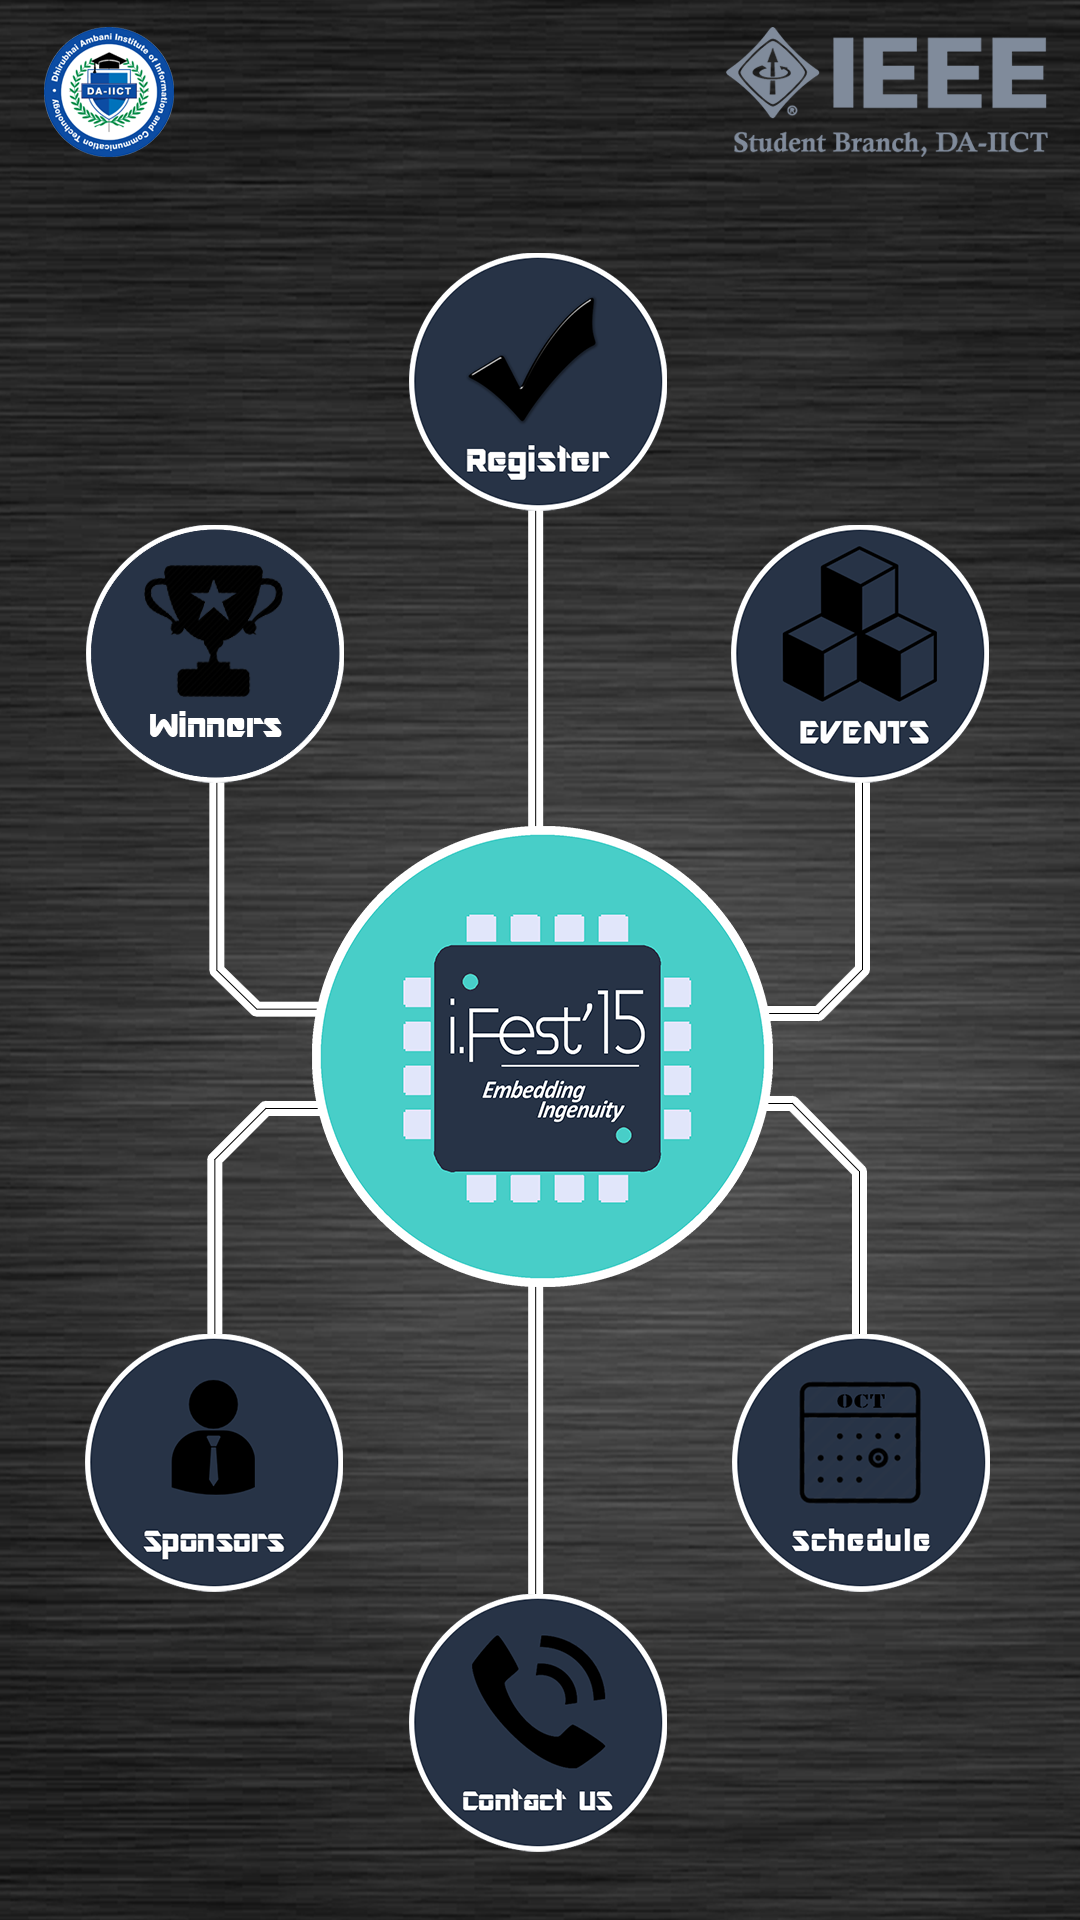 Dhirubhai Ambani Institute of Information and Communication Technology
DA-IICT
IEEE
®
Student Branch, DA-IICT
Register
Winners
EVENTS
i.Fest'15
Embedding
Ingenuity
OCT
Sponsors
Schedule
Contact US